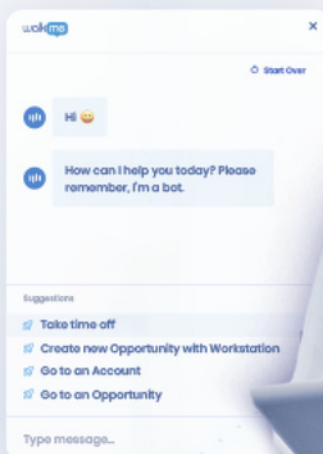 walkme
Start Over
Hi 😀
How can I help you today? Please
remember, I'm a bot.
Suggestions
Take time off
Create new Opportunity with Workstation
Go to an Account
Go to an Opportunity
Type message...